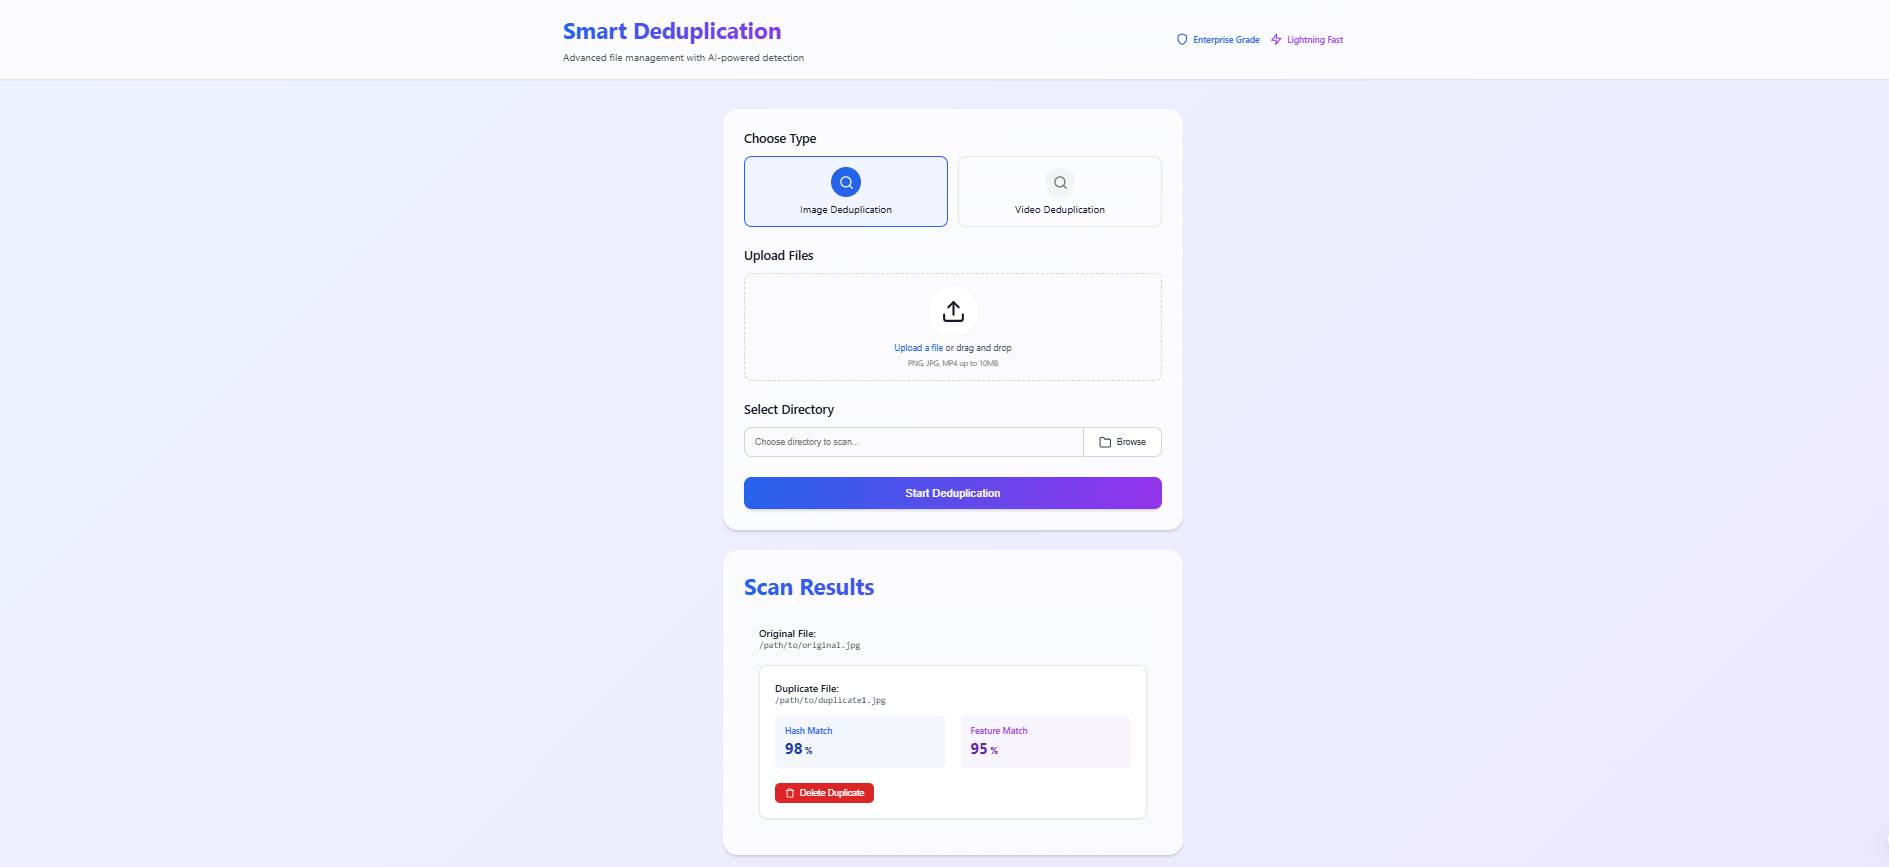 Smart Deduplication
Advanced file management with AI-powered detection
Enterprise Grade
Lightning Fast
Choose Type
Image Deduplication
Video Deduplication
Upload Files
Upload a file or drag and drop
PNG, JPG, MP4 up to 10MB
Select Directory
Choose directory to scan...
Browse
Start Deduplication
Scan Results
Original File:
/path/to/original.jpg
Duplicate File:
/path/to/duplicate1.jpg
Hash Match
98 %
Feature Match
95 %
Delete Duplicate